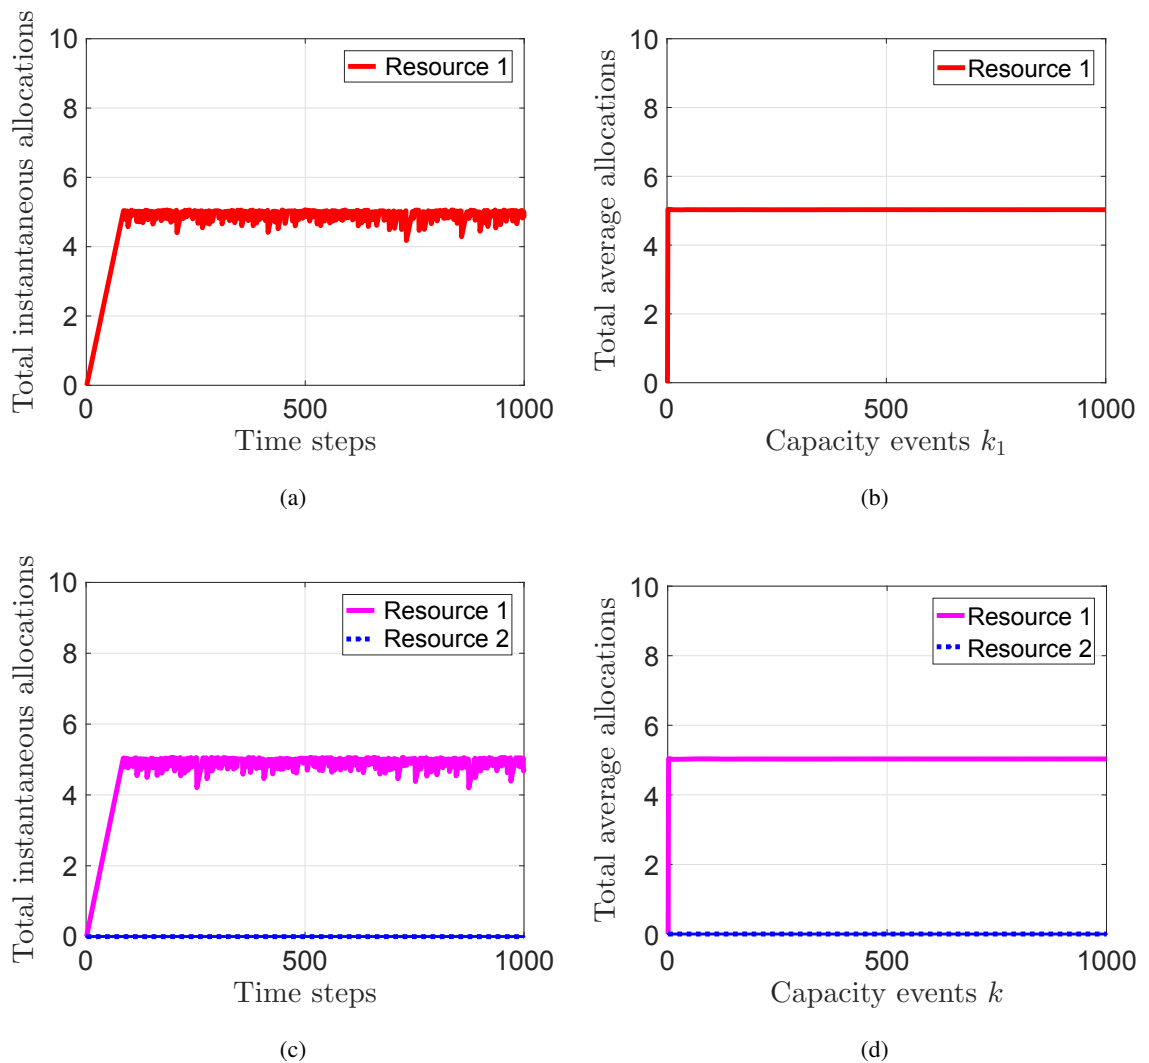 Total instantaneous allocations
10
8
6
4
2
0
0
500
1000
Resource 1
Time steps
(a)
Total average allocations
10
8
6
4
2
0
0
500
1000
Resource 1
Capacity events k₁
(b)
Total instantaneous allocations
10
8
6
4
2
0
0
500
1000
Resource 1
Resource 2
Time steps
(c)
Total average allocations
10
8
6
4
2
0
0
500
1000
Resource 1
Resource 2
Capacity events k
(d)